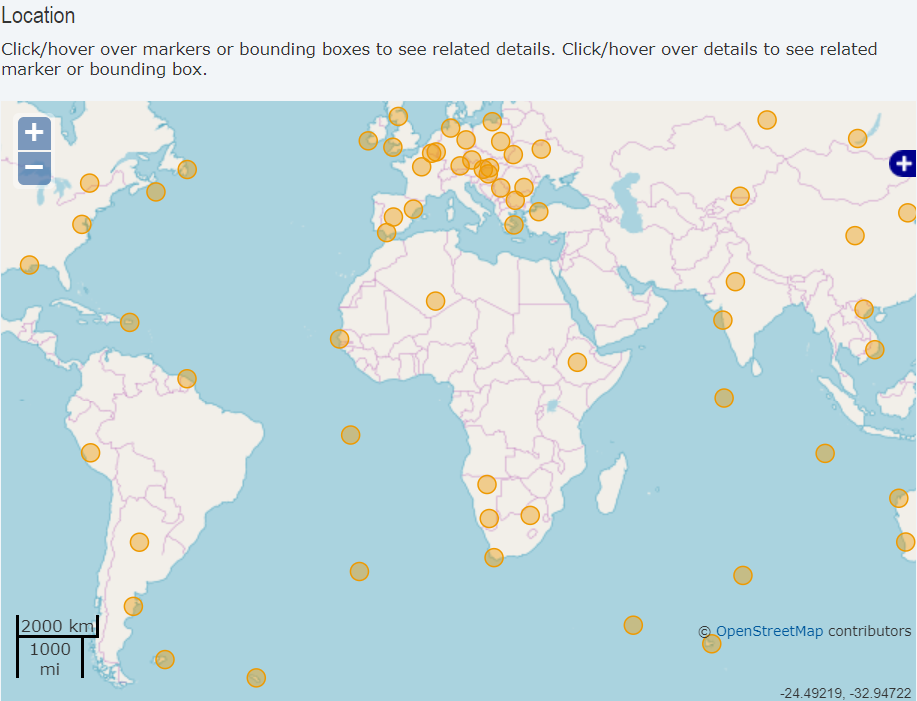 Location
Click/hover over markers or bounding boxes to see related details. Click/hover over details to see related
marker or bounding box.
+
−
+
2000 km
1000
mi
© OpenStreetMap contributors
-24.49219, -32.94722